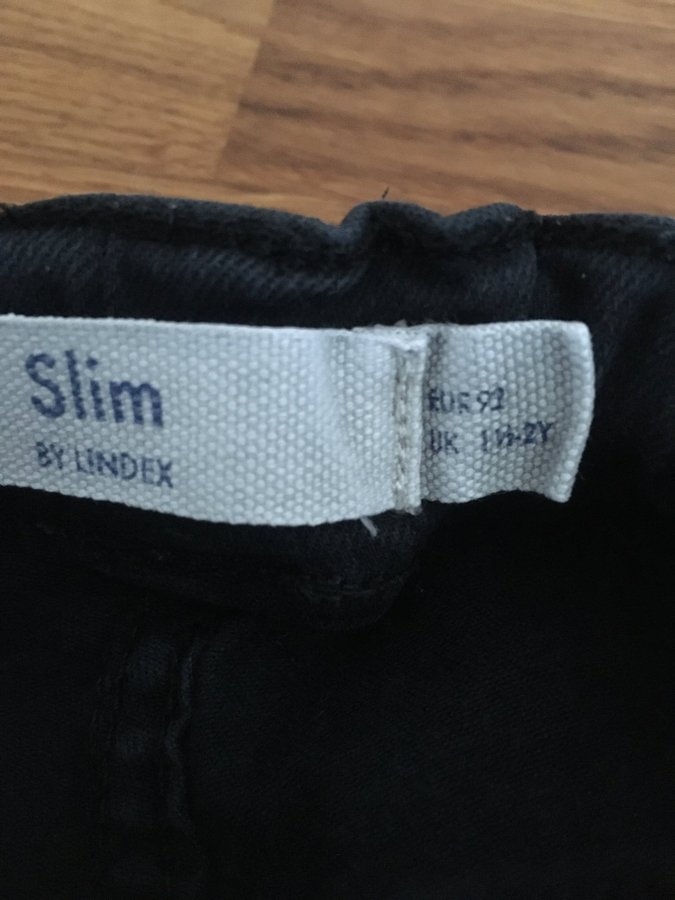 Slim
BY LINDEX
EUR 92
UK 1½-2Y